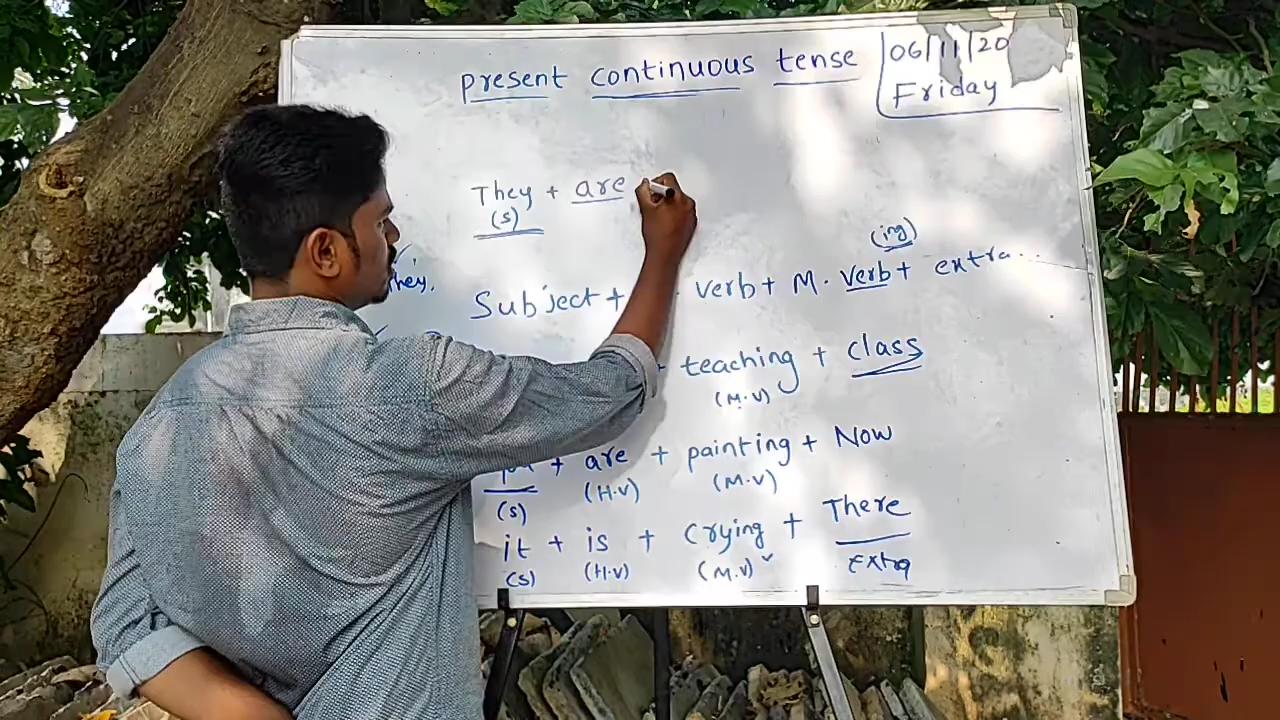 present continuous tense
06/11/20
Friday
They + are
(s)
(ing)
Subject + verb + M. verb + extra...
teaching + class
(M.V)
+ are + painting + Now
(s) (H.V) (M.V)
it + is + crying + There
(s) (H.V) (M.V) Extra